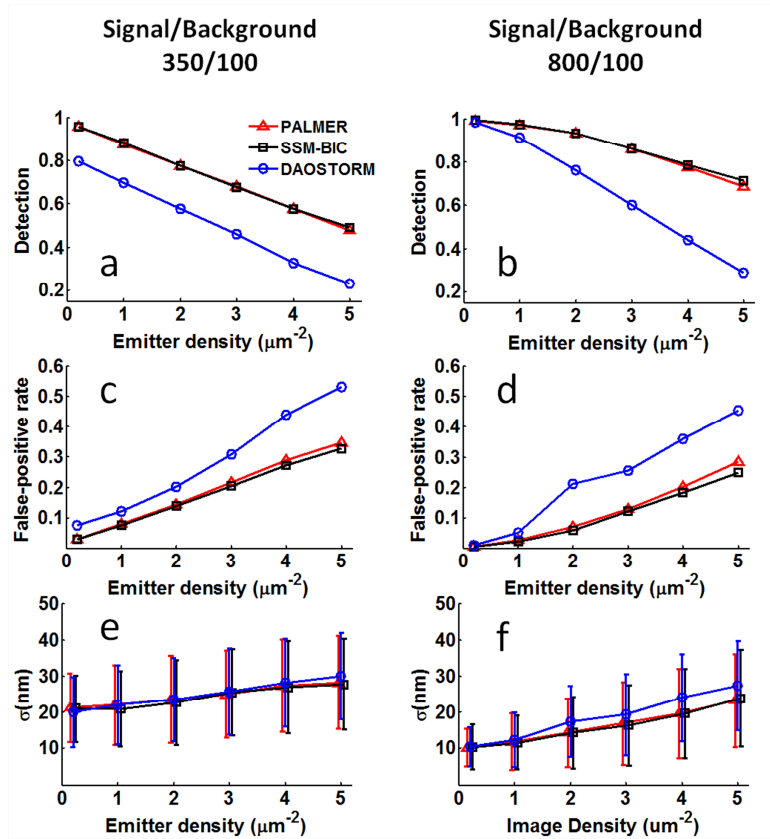 Signal/Background
350/100
Signal/Background
800/100
1
0.8
0.6
0.4
0.2
Detection
PALMER
SSM-BIC
DAOSTORM
a
0 1 2 3 4 5
Emitter density (μm-2)
1
0.8
0.6
0.4
0.2
Detection
b
0 1 2 3 4 5
Emitter density (μm-2)
0.6
0.5
0.4
0.3
0.2
0.1
False-positive rate
c
0 1 2 3 4 5
Emitter density (μm-2)
0.6
0.5
0.4
0.3
0.2
0.1
False-positive rate
d
0 1 2 3 4 5
Emitter density (μm-2)
50
40
30
20
10
σ(nm)
e
0 1 2 3 4 5
Emitter density (μm-2)
50
40
30
20
10
σ(nm)
f
0 1 2 3 4 5
Image Density (um-2)